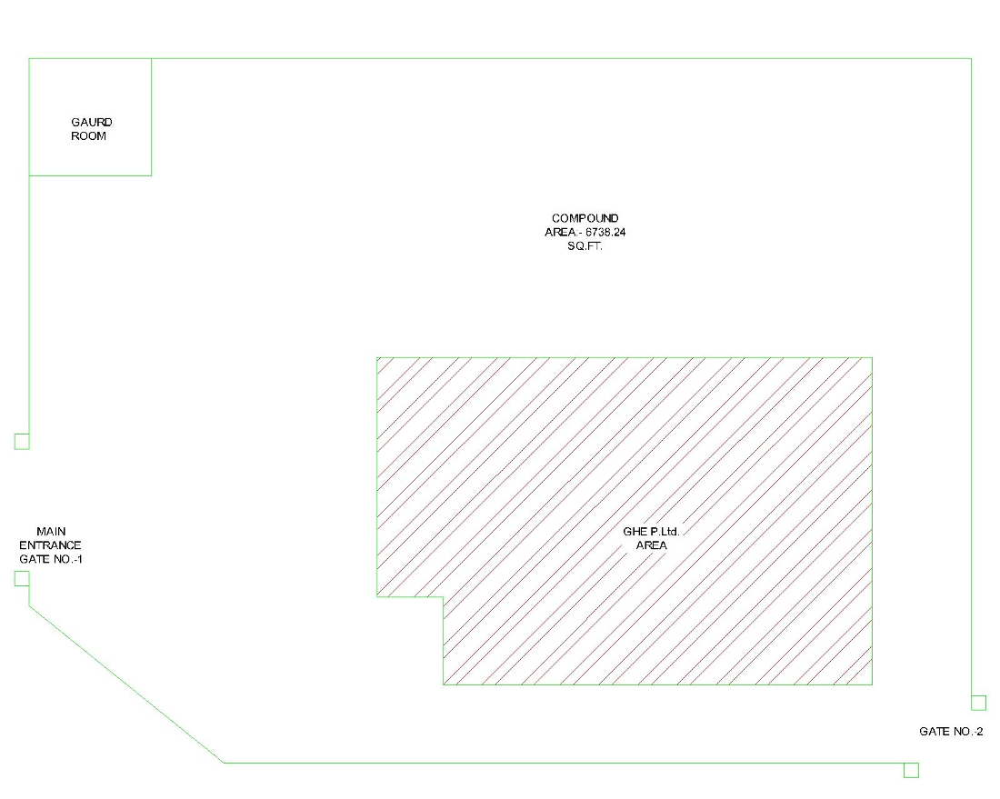 GAURD
ROOM
COMPOUND
AREA:- 6738.24
SQ.FT.
MAIN
ENTRANCE
GATE NO.-1
GHE P.Ltd.
AREA
GATE NO.-2